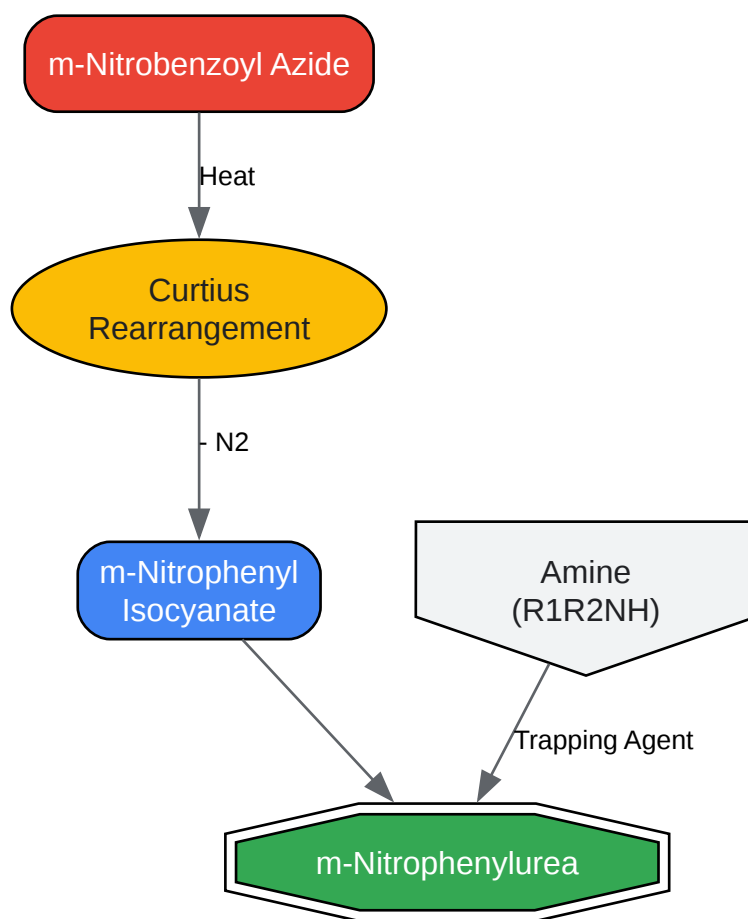 m-Nitrobenzoyl Azide
Heat
Curtius
Rearrangement
- N2
m-Nitrophenyl
Isocyanate
Amine
(R1R2NH)
Trapping Agent
m-Nitrophenylurea